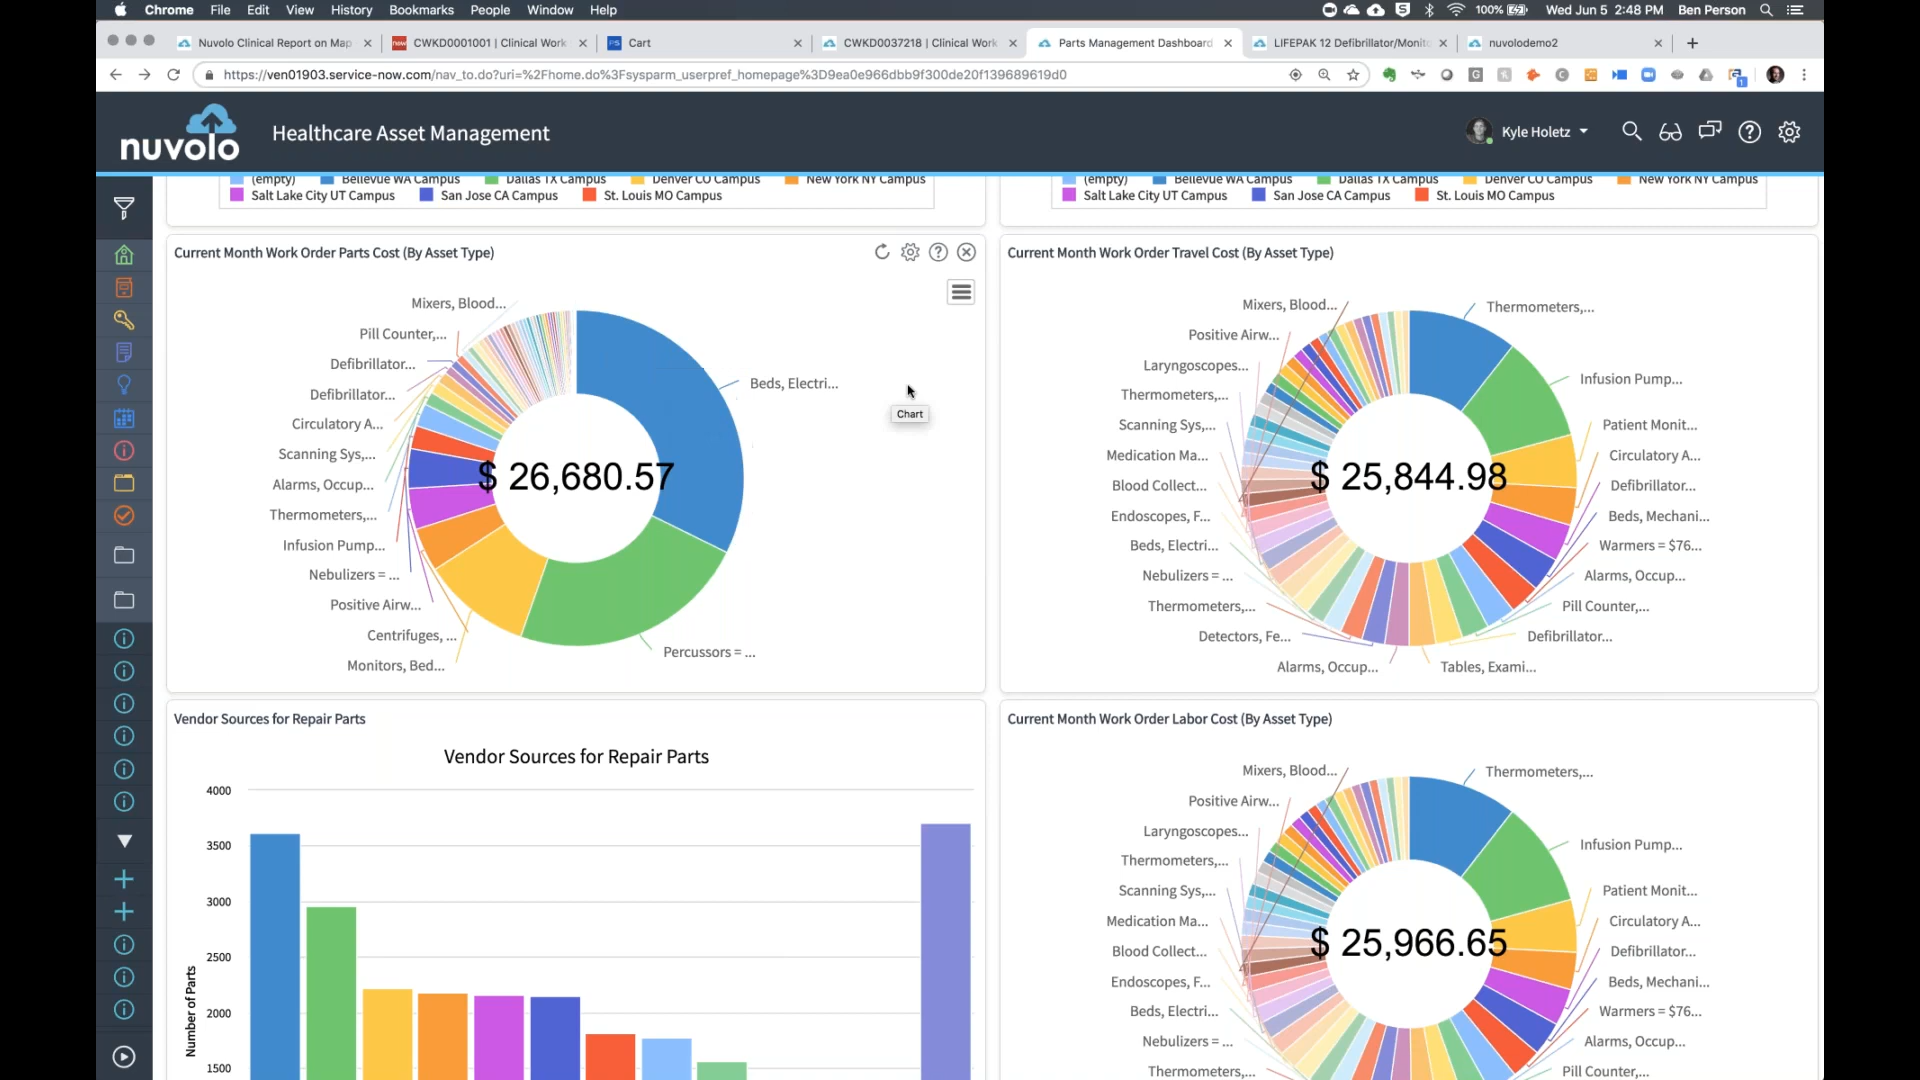 Chrome File Edit View History Bookmarks People Window Help 100% Wed Jun 5 2:48 PM Ben Person
Nuvolo Clinical Report on Map CWKD0001001 | Clinical Work Cart CWKD0037218 | Clinical Work Parts Management Dashboard LIFEPAK 12 Defibrillator/Monito nuvolodemo2
https://ven01903.service-now.com/nav_to.do?uri=%2Fhome.do%3Fsysparm_userpref_homepage%3D9ea0e966dbb9f300de20f139689619d0
nuvolo Healthcare Asset Management Kyle Holetz
(empty) Bellevue WA Campus Dallas TX Campus Denver CO Campus New York NY Campus
Salt Lake City UT Campus San Jose CA Campus St. Louis MO Campus
(empty) Bellevue WA Campus Dallas TX Campus Denver CO Campus New York NY Campus
Salt Lake City UT Campus San Jose CA Campus St. Louis MO Campus
Current Month Work Order Parts Cost (By Asset Type)
Mixers, Blood...
Pill Counter,...
Defibrillator...
Defibrillator...
Circulatory A...
Scanning Sys,...
Alarms, Occup...
Thermometers,...
Infusion Pump...
Nebulizers = ...
Positive Airw...
Centrifuges, ...
Monitors, Bed...
Beds, Electri...
Percussors = ...
$ 26,680.57
Chart
Current Month Work Order Travel Cost (By Asset Type)
Mixers, Blood...
Positive Airw...
Laryngoscopes...
Thermometers,...
Scanning Sys,...
Medication Ma...
Blood Collect...
Endoscopes, F...
Beds, Electri...
Nebulizers = ...
Thermometers,...
Detectors, Fe...
Alarms, Occup...
Thermometers,...
Infusion Pump...
Patient Monit...
Circulatory A...
Defibrillator...
Beds, Mechani...
Warmers = $76...
Alarms, Occup...
Pill Counter,...
Defibrillator...
Tables, Exami...
$ 25,844.98
Vendor Sources for Repair Parts
Vendor Sources for Repair Parts
Number of Parts
4000
3500
3000
2500
2000
1500
Current Month Work Order Labor Cost (By Asset Type)
Mixers, Blood...
Positive Airw...
Laryngoscopes...
Thermometers,...
Scanning Sys,...
Medication Ma...
Blood Collect...
Endoscopes, F...
Beds, Electri...
Nebulizers = ...
Thermometers,...
Thermometers,...
Infusion Pump...
Patient Monit...
Circulatory A...
Defibrillator...
Beds, Mechani...
Warmers = $76...
Alarms, Occup...
Pill Counter,...
$ 25,966.65